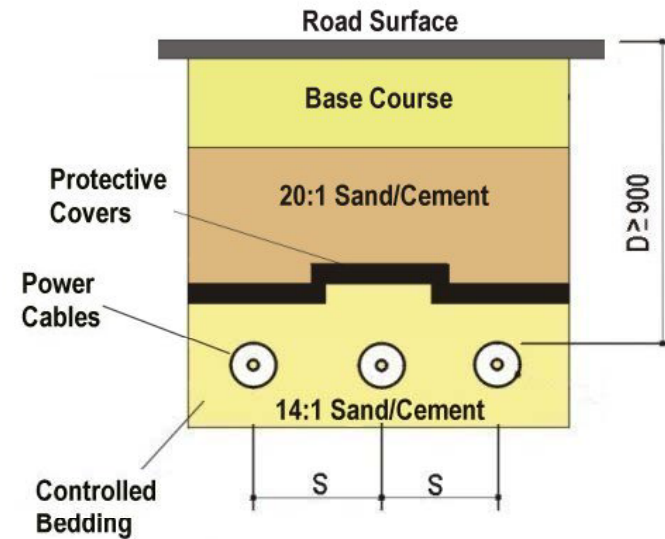 Road Surface
Base Course
Protective
Covers
20:1 Sand/Cement
D≥900
Power
Cables
14:1 Sand/Cement
S
S
Controlled
Bedding